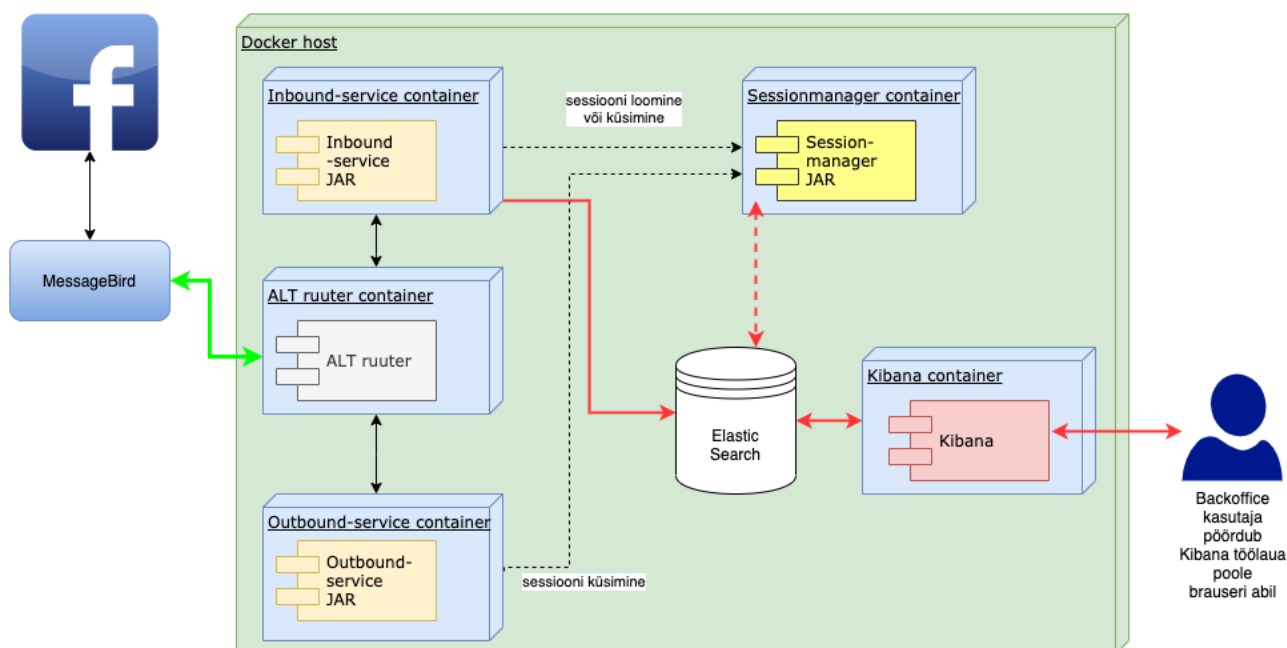 Docker host
Inbound-service container
Inbound
-service
JAR
sessiooni loomine
või küsimine
Sessionmanager container
Session-
manager
JAR
MessageBird
ALT ruuter container
ALT ruuter
Elastic
Search
Kibana container
Kibana
Outbound-service container
Outbound-
service
JAR
sessiooni küsimine
Backoffice
kasutaja
pöördub
Kibana töölaua
poole
brauseri abil